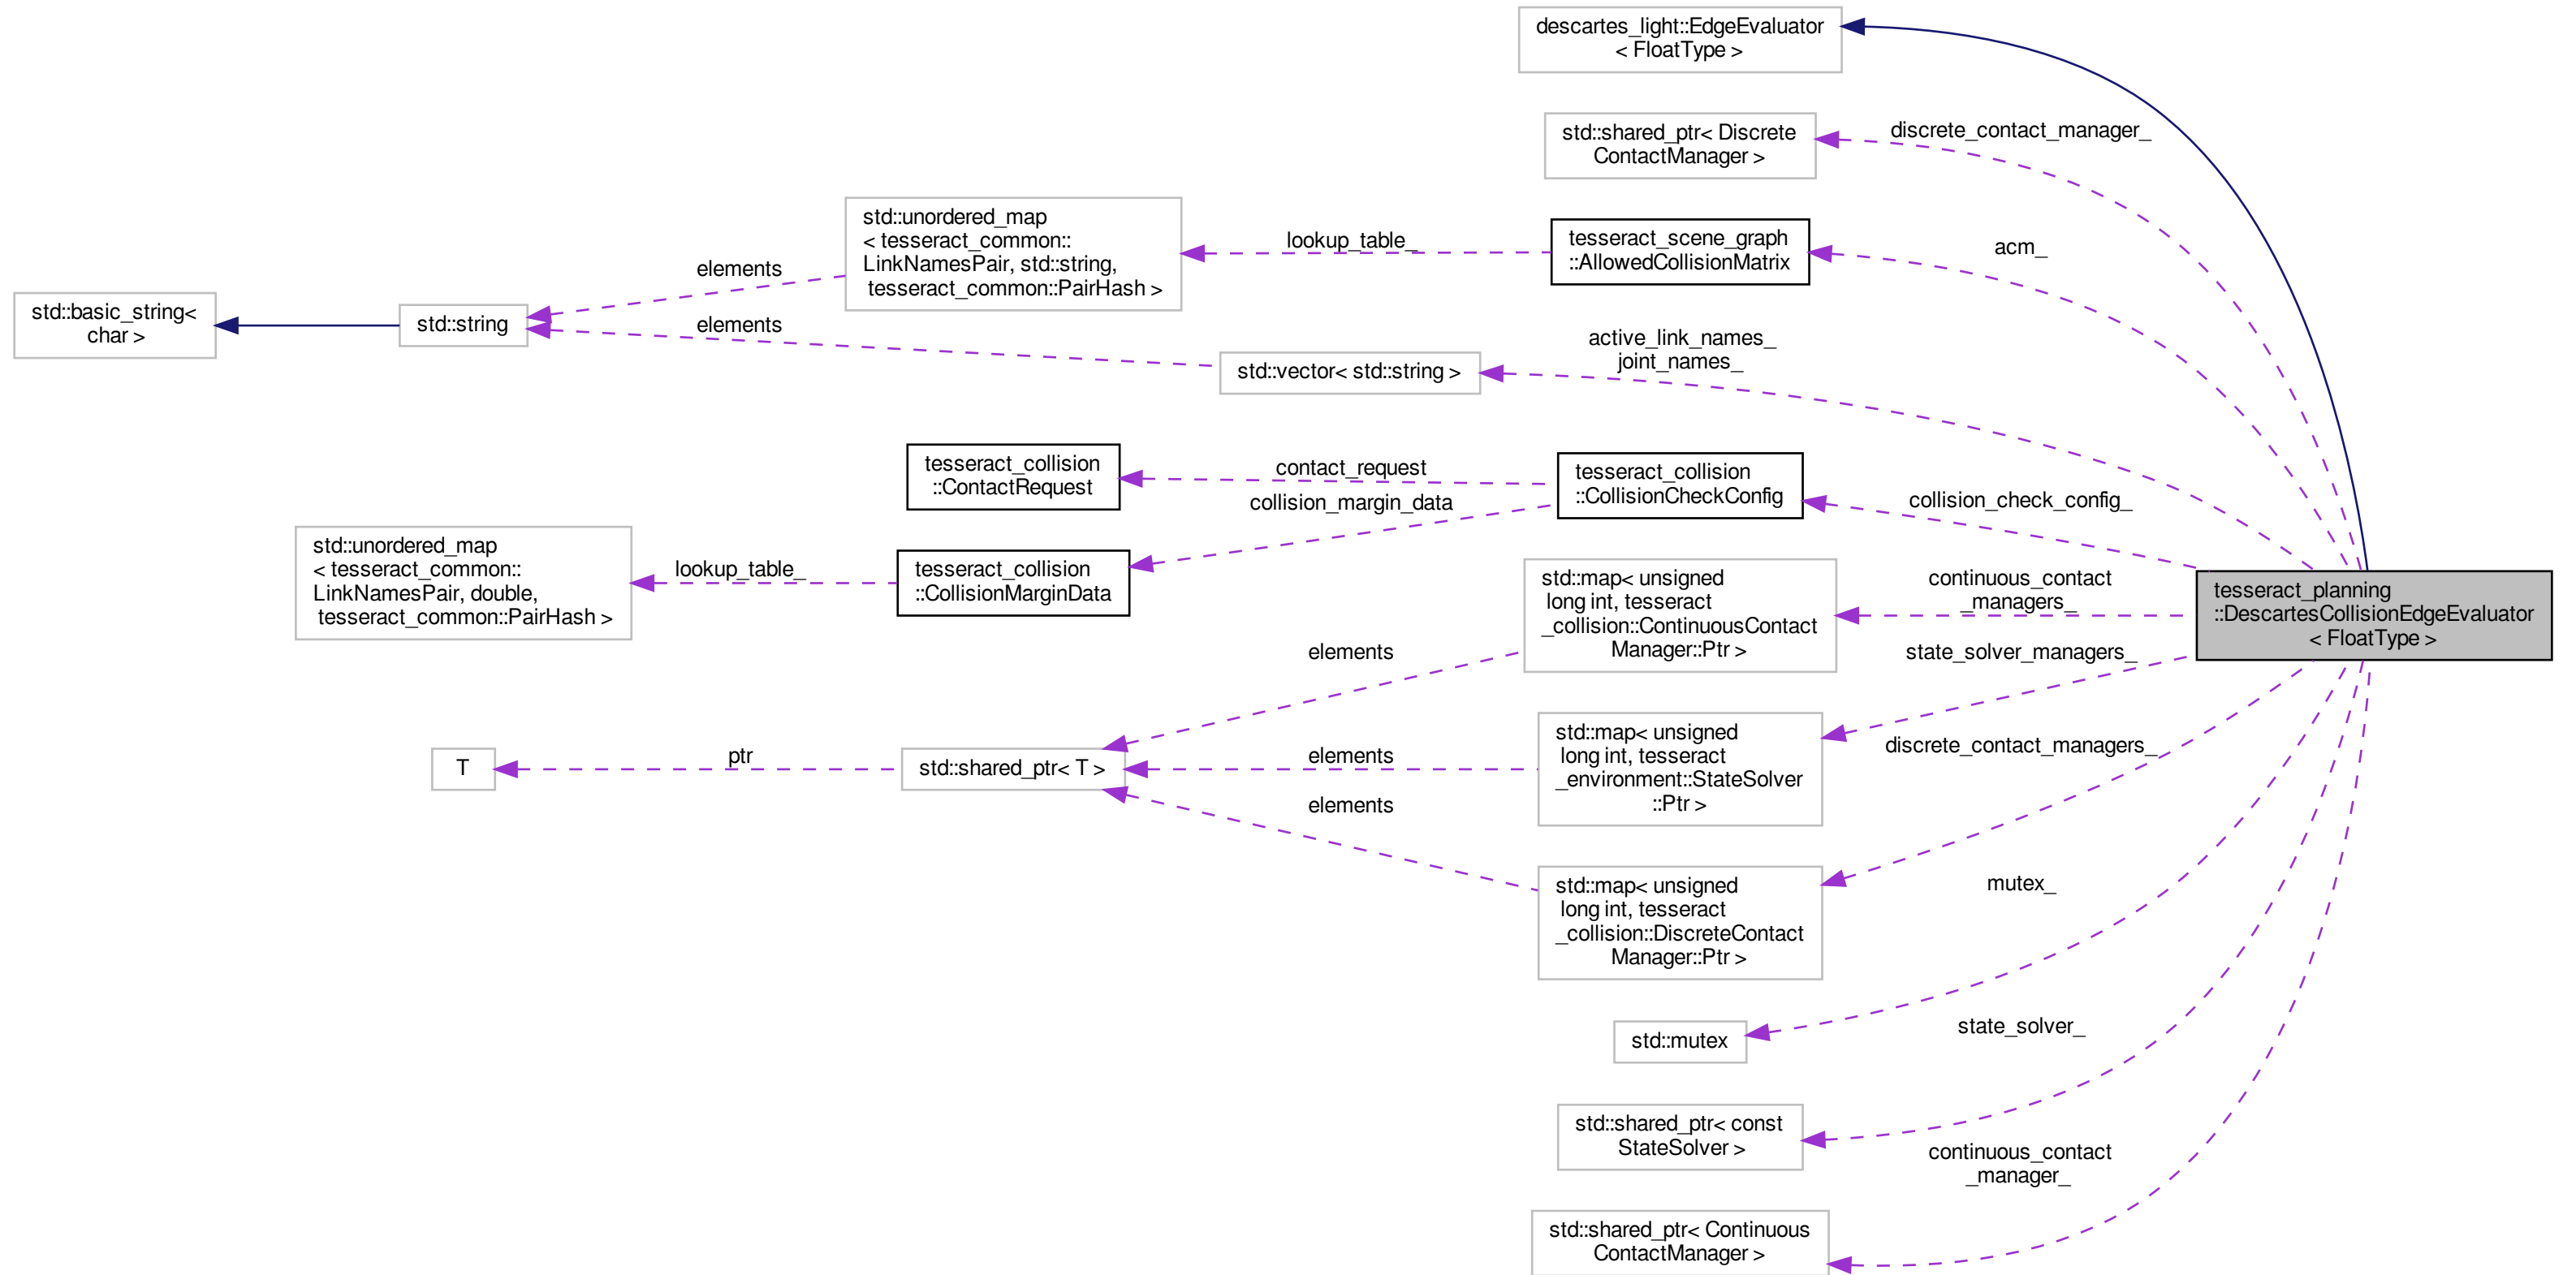 descartes_light::EdgeEvaluator
< FloatType >
std::shared_ptr< Discrete
ContactManager >
discrete_contact_manager_
std::unordered_map
< tesseract_common::
LinkNamesPair, std::string,
tesseract_common::PairHash >
lookup_table_
tesseract_scene_graph
::AllowedCollisionMatrix
acm_
elements
std::basic_string<
char >
std::string
elements
std::vector< std::string >
active_link_names_
joint_names_
tesseract_collision
::ContactRequest
contact_request
tesseract_collision
::CollisionCheckConfig
collision_check_config_
collision_margin_data
std::unordered_map
< tesseract_common::
LinkNamesPair, double,
tesseract_common::PairHash >
lookup_table_
tesseract_collision
::CollisionMarginData
std::map< unsigned
long int, tesseract
_collision::ContinuousContact
Manager::Ptr >
continuous_contact
_managers_
tesseract_planning
::DescartesCollisionEdgeEvaluator
< FloatType >
elements
state_solver_managers_
T
ptr
std::shared_ptr< T >
elements
std::map< unsigned
long int, tesseract
_environment::StateSolver
::Ptr >
discrete_contact_managers_
elements
std::map< unsigned
long int, tesseract
_collision::DiscreteContact
Manager::Ptr >
mutex_
std::mutex
state_solver_
std::shared_ptr< const
StateSolver >
continuous_contact
_manager_
std::shared_ptr< Continuous
ContactManager >